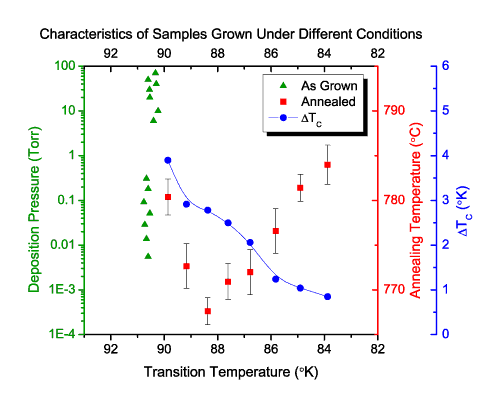 Characteristics of Samples Grown Under Different Conditions
92 90 88 86 84 82
100
10
1
0.1
0.01
1E-3
1E-4
Deposition Pressure (Torr)
As Grown
Annealed
ΔTC
790
780
770
Annealing Temperature (°C)
6
5
4
3
2
1
0
ΔTC (°K)
92 90 88 86 84 82
Transition Temperature (°K)